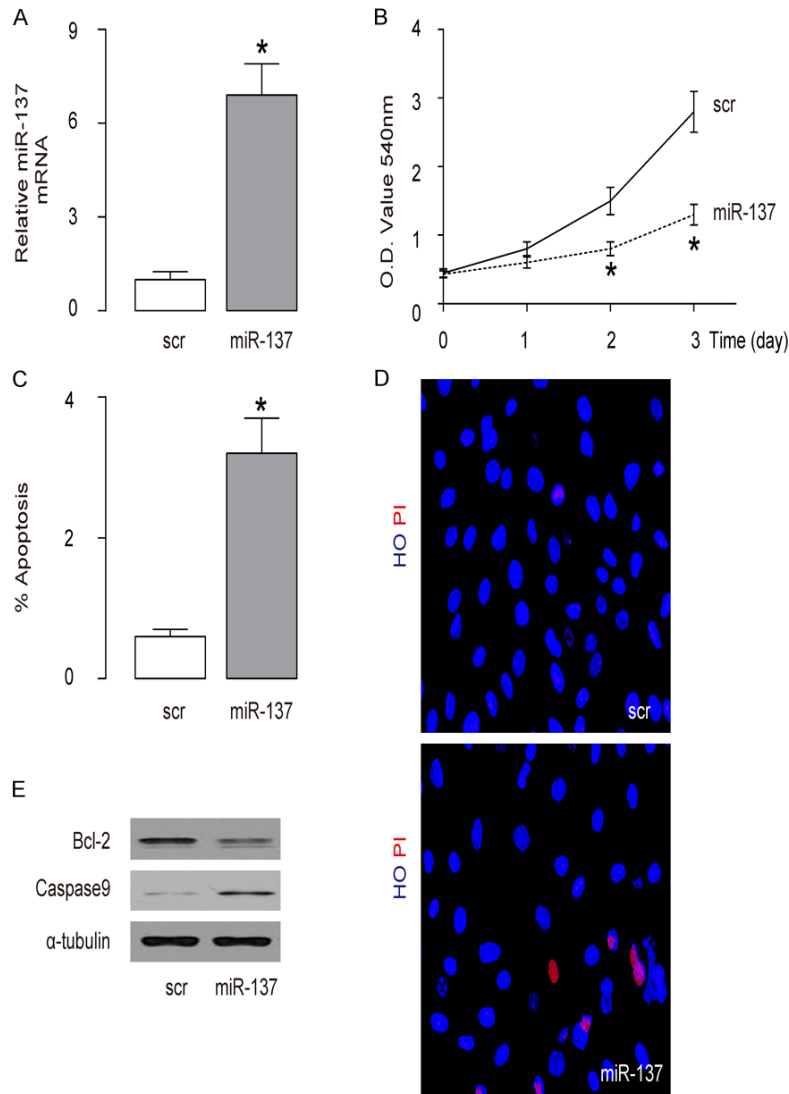 A
Relative miR-137
mRNA
9
6
3
0
*
scr
miR-137
B
O.D. Value 540nm
4
3
2
1
0
scr
miR-137
*
*
0
1
2
3
Time (day)
C
% Apoptosis
4
2
0
*
scr
miR-137
D
HO PI
scr
HO PI
miR-137
E
Bcl-2
Caspase9
α-tubulin
scr
miR-137